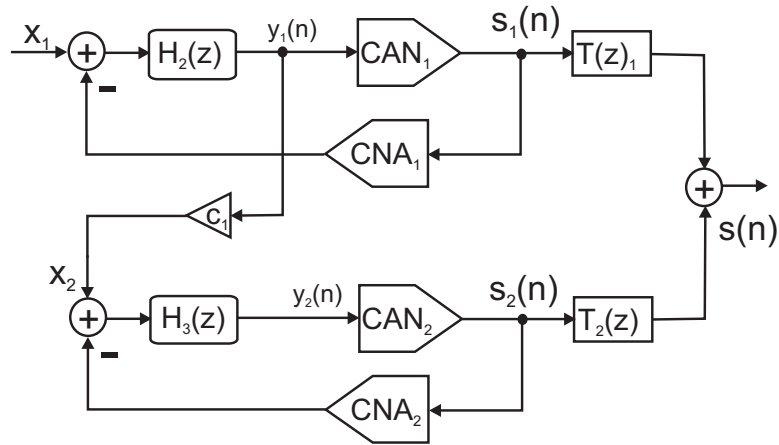 x₁
+
−
H₂(z)
y₁(n)
CAN₁
s₁(n)
T(z)₁
CNA₁
c₁
+
s(n)
x₂
+
−
H₃(z)
y₂(n)
CAN₂
s₂(n)
T₂(z)
CNA₂